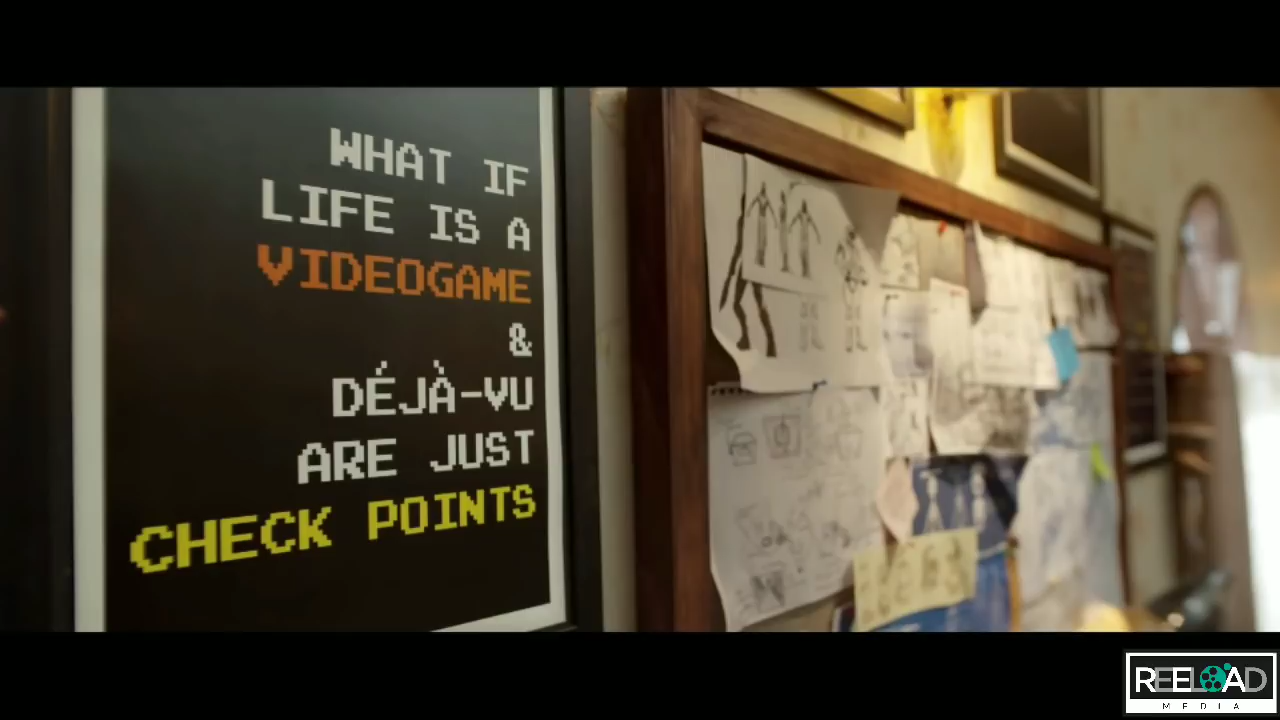 WHAT IF
LIFE IS A
VIDEOGAME
&
DÉJÀ-VU
ARE JUST
CHECK POINTS
REELOAD
MEDIA